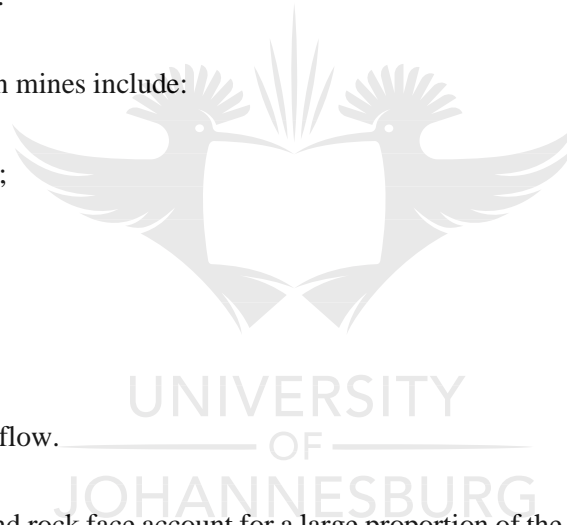 .
n mines include:
;
UNIVERSITY
flow.
OF
JOHANNESBURG
nd rock face account for a large proportion of the